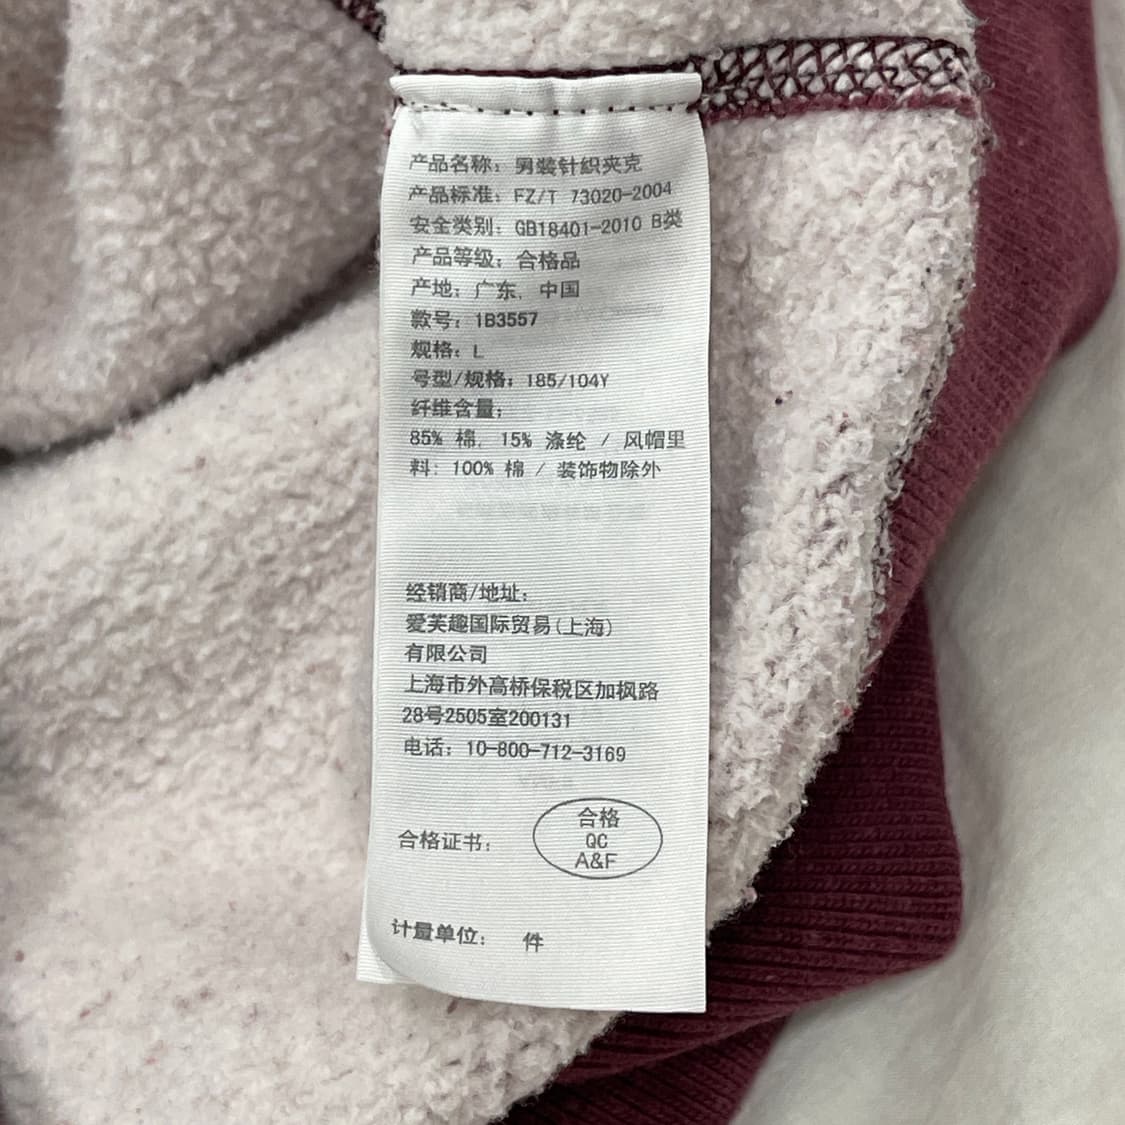 产品名称：男装针织夹克
产品标准：FZ/T 73020-2004
安全类别：GB18401-2010 B类
产品等级：合格品
产地：广东，中国
款号：1B3557
规格：L
号型/规格：185/104Y
纤维含量：
85% 棉，15% 涤纶 / 风帽里
料：100% 棉 / 装饰物除外
经销商/地址：
爱芙趣国际贸易(上海)
有限公司
上海市外高桥保税区加枫路
28号2505室200131
电话：10-800-712-3169
合格
QC
A&F
合格证书：
计量单位： 件